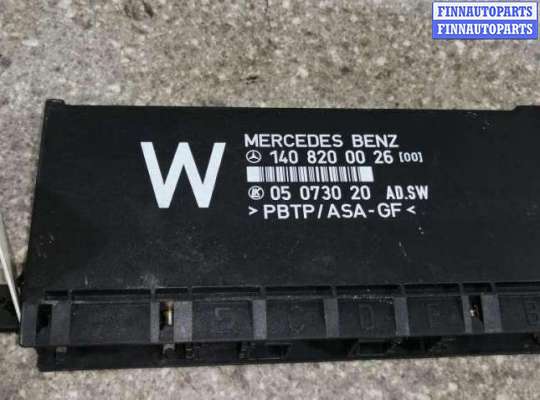 FINNAUTOPARTS
FINNAUTOPARTS
W
MERCEDES BENZ
140 820 00 26 [00]
05 0730 20 AD.SW
> PBTP/ASA-GF <